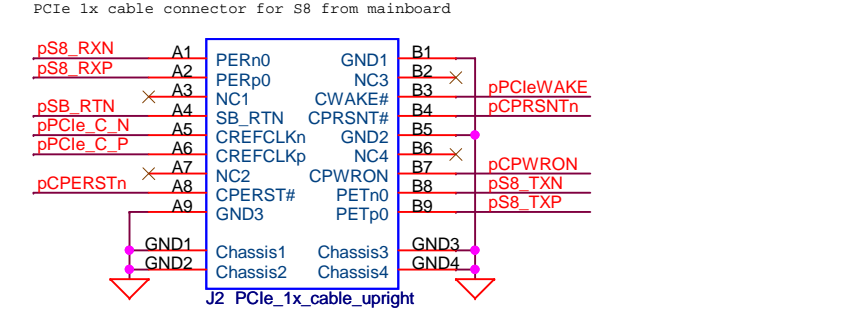 PCIe 1x cable connector for S8 from mainboard
pS8_RXN A1 PERn0 GND1 B1
pS8_RXP A2 PERp0 NC3 B2
A3 NC1 CWAKE# B3 pPCIeWAKE
pSB_RTN A4 SB_RTN CPRSNT# B4 pCPRSNTn
pPCIe_C_N A5 CREFCLKn GND2 B5
pPCIe_C_P A6 CREFCLKp NC4 B6
A7 NC2 CPWRON B7 pCPWRON
pCPERSTn A8 CPERST# PETn0 B8 pS8_TXN
A9 GND3 PETp0 B9 pS8_TXP
GND1 Chassis1 Chassis3 GND3
GND2 Chassis2 Chassis4 GND4
J2 PCIe_1x_cable_upright